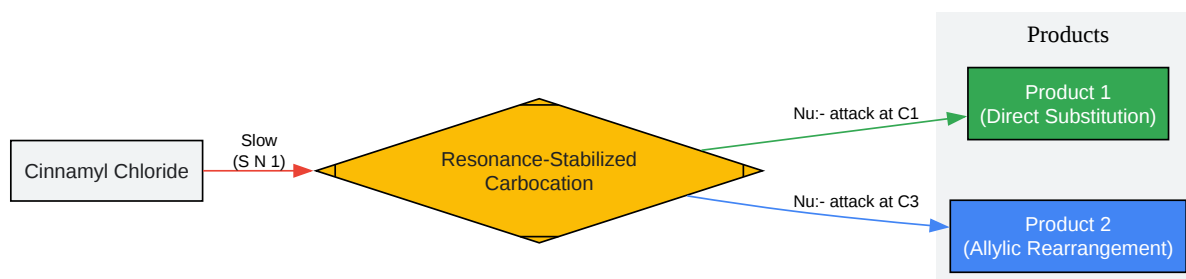 Products
Cinnamyl Chloride
Slow
(S N 1)
Resonance-Stabilized
Carbocation
Nu:- attack at C1
Product 1
(Direct Substitution)
Nu:- attack at C3
Product 2
(Allylic Rearrangement)